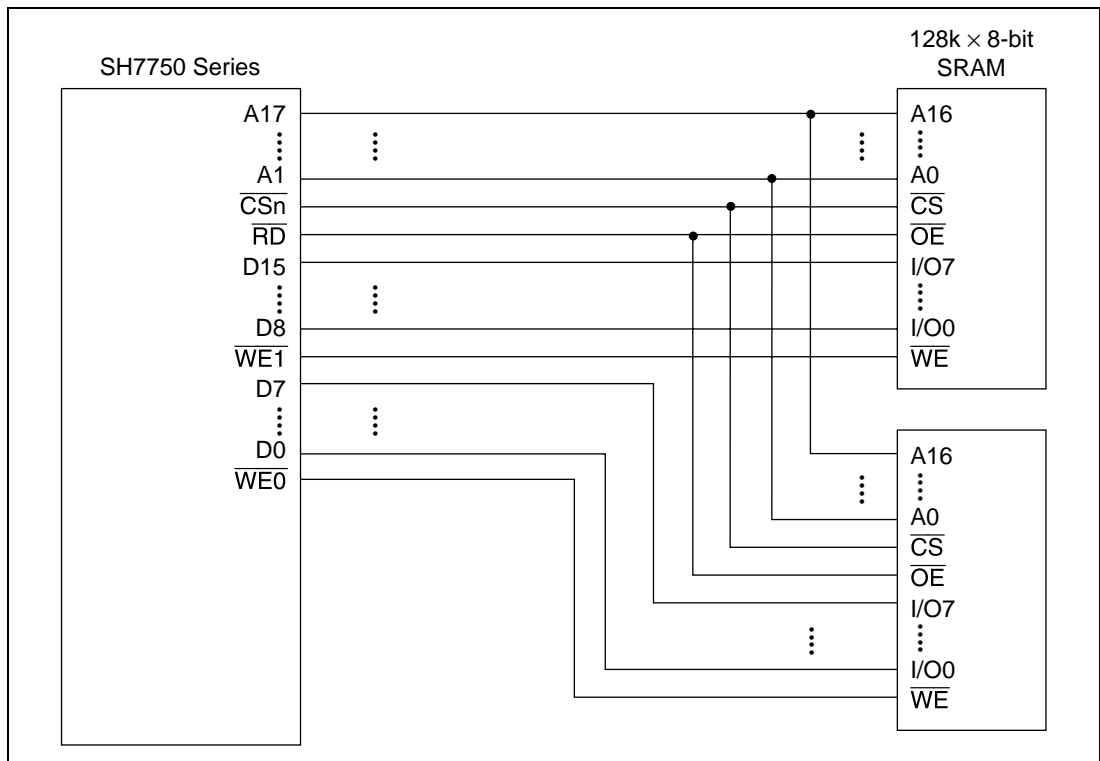 128k × 8-bit
SRAM
SH7750 Series
A17
A1
CSn
RD
D15
D8
WE1
D7
D0
WE0
A16
A0
CS
OE
I/O7
I/O0
WE
A16
A0
CS
OE
I/O7
I/O0
WE